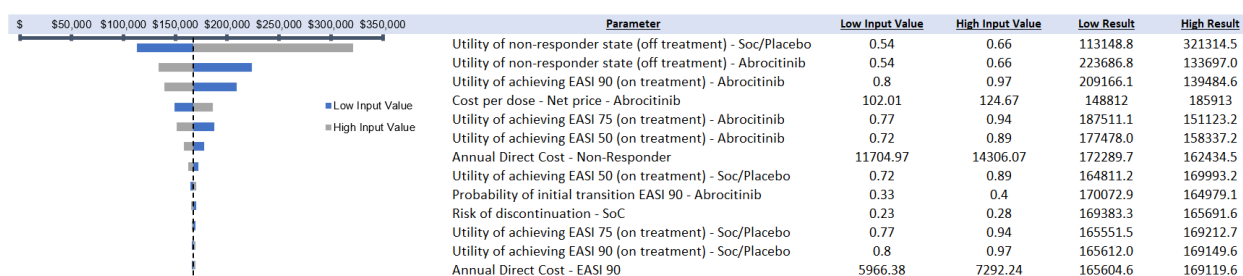 $ $50,000 $100,000 $150,000 $200,000 $250,000 $300,000 $350,000
Low Input Value
High Input Value
Parameter Low Input Value High Input Value Low Result High Result
Utility of non-responder state (off treatment) - Soc/Placebo 0.54 0.66 113148.8 321314.5
Utility of non-responder state (off treatment) - Abrocitinib 0.54 0.66 223686.8 133697.0
Utility of achieving EASI 90 (on treatment) - Abrocitinib 0.8 0.97 209166.1 139484.6
Cost per dose - Net price - Abrocitinib 102.01 124.67 148812 185913
Utility of achieving EASI 75 (on treatment) - Abrocitinib 0.77 0.94 187511.1 151123.2
Utility of achieving EASI 50 (on treatment) - Abrocitinib 0.72 0.89 177478.0 158337.2
Annual Direct Cost - Non-Responder 11704.97 14306.07 172289.7 162434.5
Utility of achieving EASI 50 (on treatment) - Soc/Placebo 0.72 0.89 164811.2 169993.2
Probability of initial transition EASI 90 - Abrocitinib 0.33 0.4 170072.9 164979.1
Risk of discontinuation - SoC 0.23 0.28 169383.3 165691.6
Utility of achieving EASI 75 (on treatment) - Soc/Placebo 0.77 0.94 165551.5 169212.7
Utility of achieving EASI 90 (on treatment) - Soc/Placebo 0.8 0.97 165612.0 169149.6
Annual Direct Cost - EASI 90 5966.38 7292.24 165604.6 169119.6